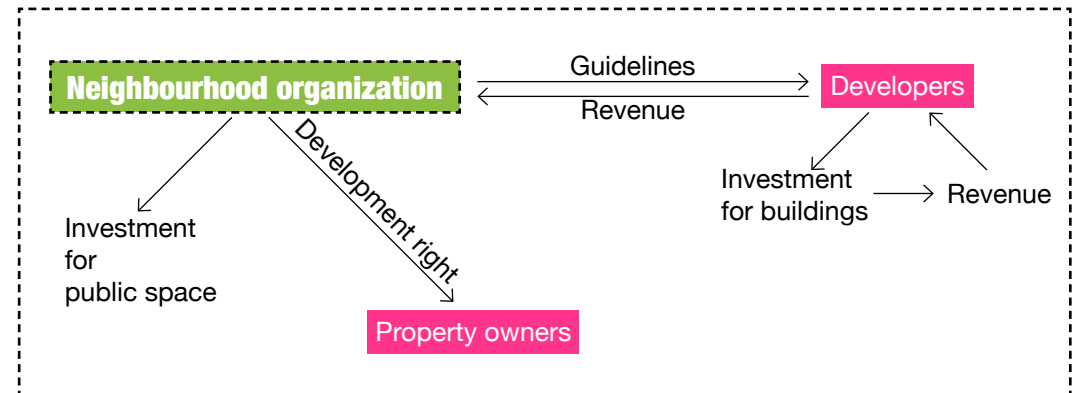 Neighbourhood organization
Guidelines
Revenue
Developers
Development right
Investment
for buildings
Revenue
Investment
for
public space
Property owners